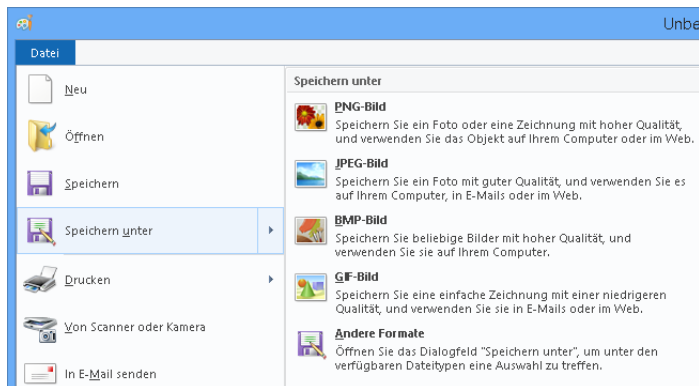 Unbe
Datei
Neu
Öffnen
Speichern
Speichern unter
Drucken
Von Scanner oder Kamera
In E-Mail senden
Speichern unter
PNG-Bild
Speichern Sie ein Foto oder eine Zeichnung mit hoher Qualität,
und verwenden Sie das Objekt auf Ihrem Computer oder im Web.
JPEG-Bild
Speichern Sie ein Foto mit guter Qualität, und verwenden Sie es
auf Ihrem Computer, in E-Mails oder im Web.
BMP-Bild
Speichern Sie beliebige Bilder mit hoher Qualität, und
verwenden Sie sie auf Ihrem Computer.
GIF-Bild
Speichern Sie eine einfache Zeichnung mit einer niedrigeren
Qualität, und verwenden Sie sie in E-Mails oder im Web.
Andere Formate
Öffnen Sie das Dialogfeld "Speichern unter", um unter den
verfügbaren Dateitypen eine Auswahl zu treffen.